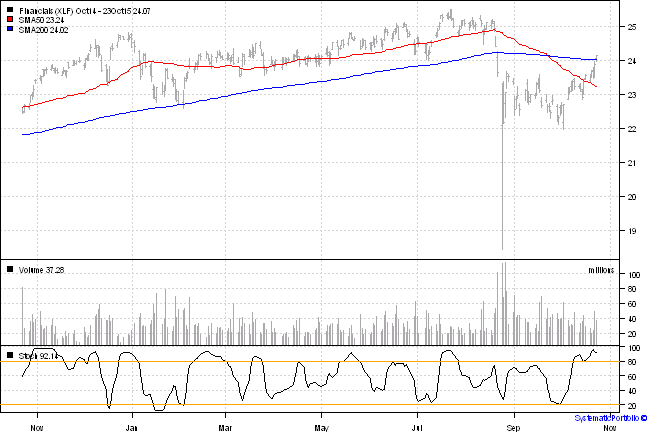 Financials (XLF) Oct14 - 23Oct15 24.07
SMA50 23.24
SMA200 24.02
25
24
23
22
21
20
19
Volume 37.28
millions
100
80
60
40
20
Stoch 92.14
100
80
60
40
20
Nov Jan Mar May Jul Sep Nov
SystematicPortfolio ©